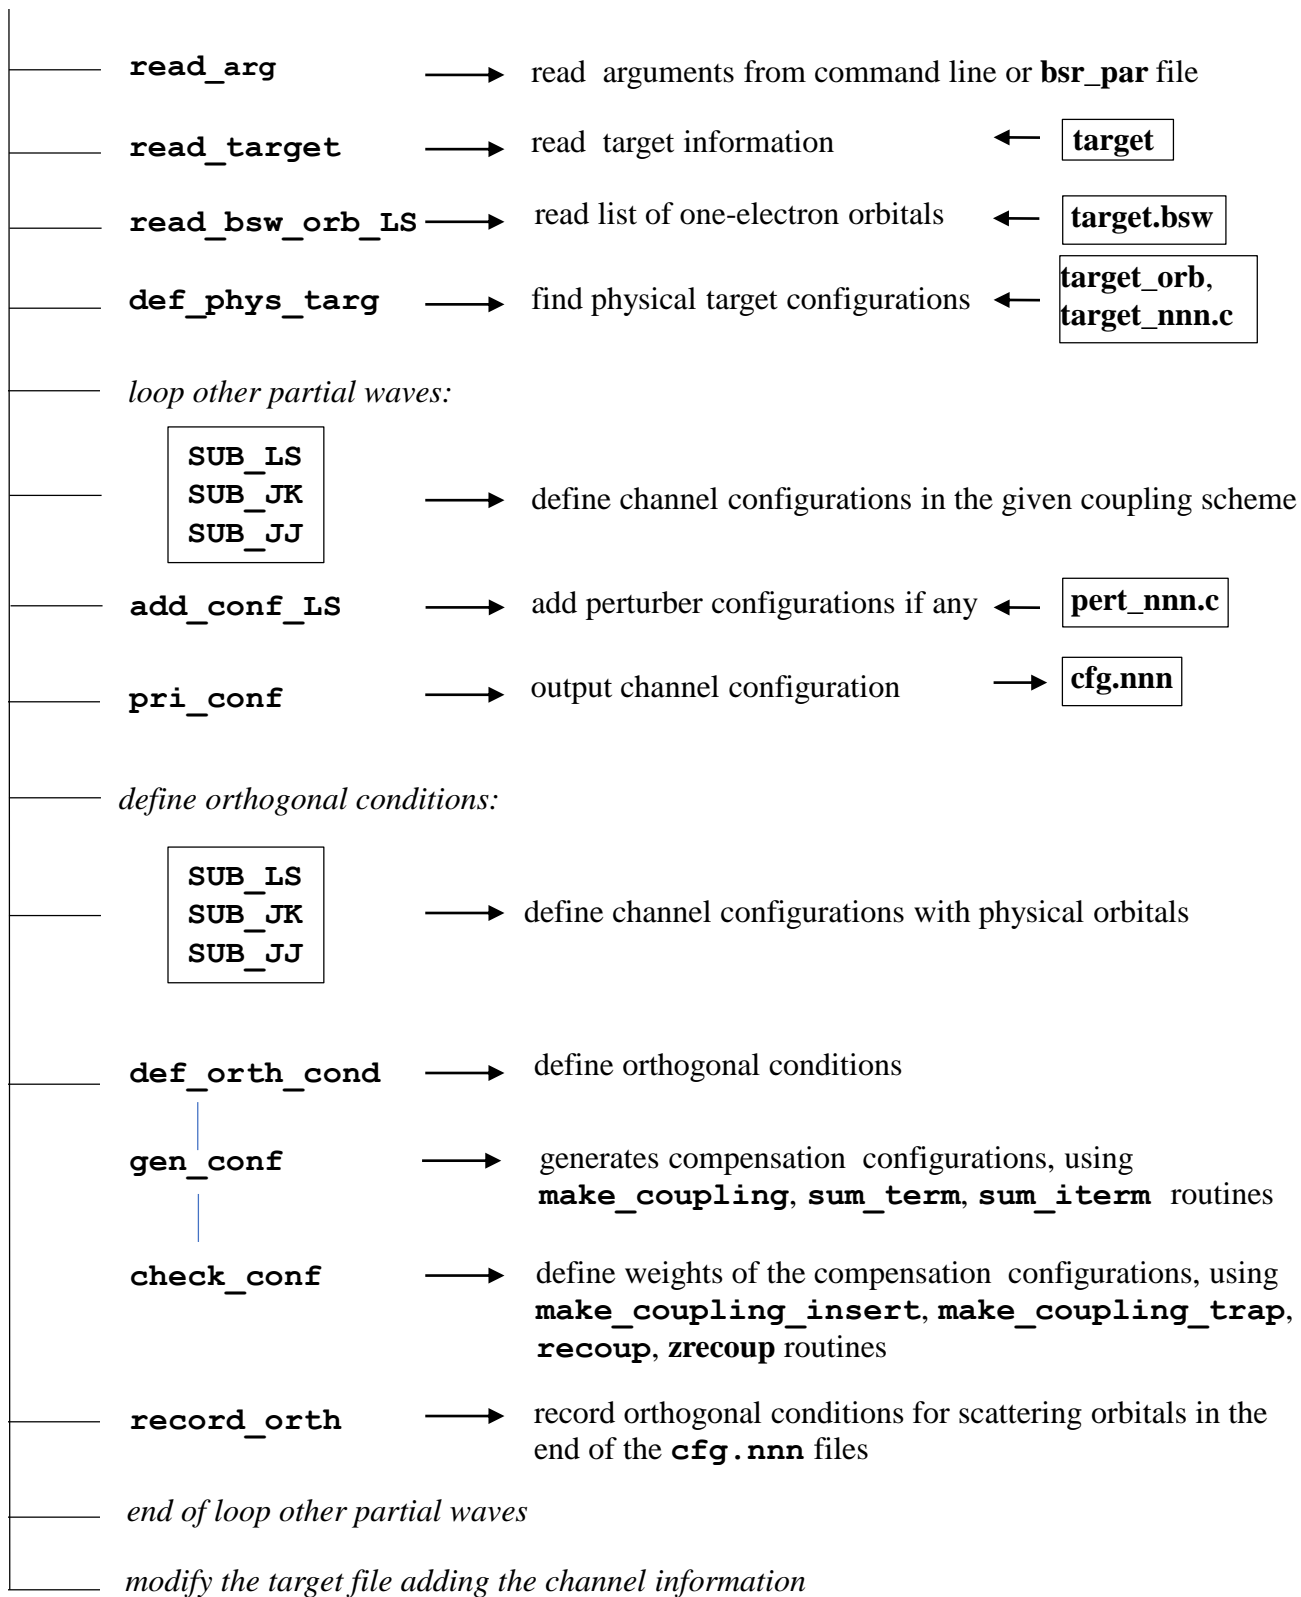 read_arg read arguments from command line or bsr_par file
read_target read target information target
read_bsw_orb_LS read list of one-electron orbitals target.bsw
def_phys_targ find physical target configurations target_orb,
target_nnn.c
loop other partial waves:
SUB_LS
SUB_JK define channel configurations in the given coupling scheme
SUB_JJ
add_conf_LS add perturber configurations if any pert_nnn.c
pri_conf output channel configuration cfg.nnn
define orthogonal conditions:
SUB_LS
SUB_JK define channel configurations with physical orbitals
SUB_JJ
def_orth_cond define orthogonal conditions
gen_conf generates compensation configurations, using
make_coupling, sum_term, sum_iterm routines
check_conf define weights of the compensation configurations, using
make_coupling_insert, make_coupling_trap,
recoup, zrecoup routines
record_orth record orthogonal conditions for scattering orbitals in the
end of the cfg.nnn files
end of loop other partial waves
modify the target file adding the channel information